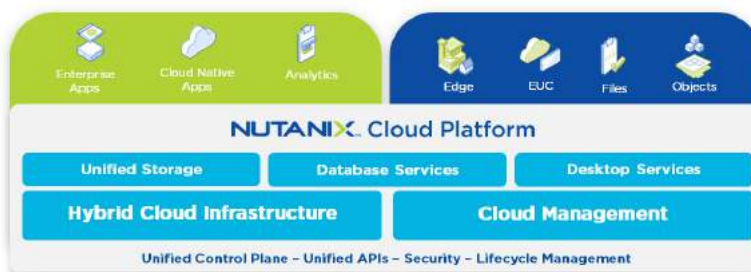 Enterprise Apps
Cloud Native Apps
Analytics
Edge
EUC
Files
Objects
NUTANIX™ Cloud Platform
Unified Storage
Database Services
Desktop Services
Hybrid Cloud Infrastructure
Cloud Management
Unified Control Plane – Unified APIs – Security – Lifecycle Management